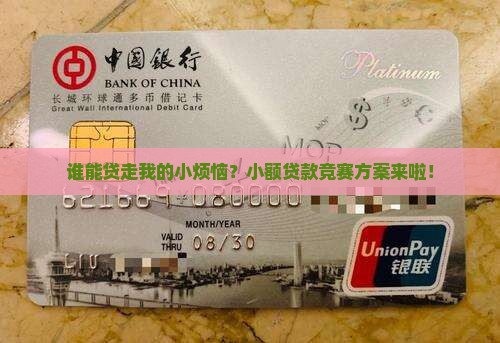 中国银行
BANK OF CHINA
Platinum
长城环球通多币借记卡
Great Wall International Debit Card
MOP
谁能贷走我的小烦恼？小额贷款竞赛方案来啦！
VALID
THRU
08/30
UnionPay
银联